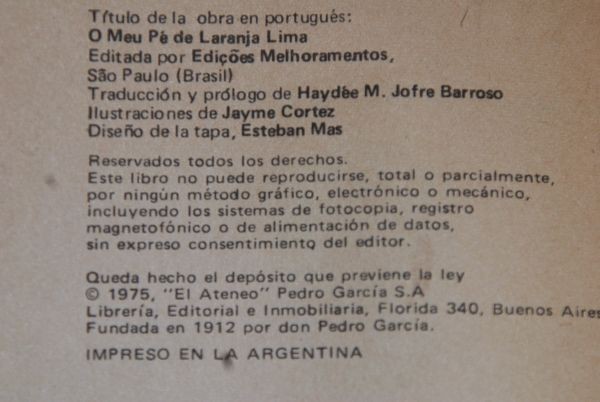 Título de la obra en portugués:
O Meu Pé de Laranja Lima
Editada por Edições Melhoramentos,
São Paulo (Brasil)
Traducción y prólogo de Haydée M. Jofre Barroso
Ilustraciones de Jayme Cortez
Diseño de la tapa, Esteban Mas
Reservados todos los derechos.
Este libro no puede reproducirse, total o parcialmente,
por ningún método gráfico, electrónico o mecánico,
incluyendo los sistemas de fotocopia, registro
magnetofónico o de alimentación de datos,
sin expreso consentimiento del editor.
Queda hecho el depósito que previene la ley
© 1975, "El Ateneo" Pedro García S.A
Librería, Editorial e Inmobiliaria, Florida 340, Buenos Aires
Fundada en 1912 por don Pedro García.
IMPRESO EN LA ARGENTINA